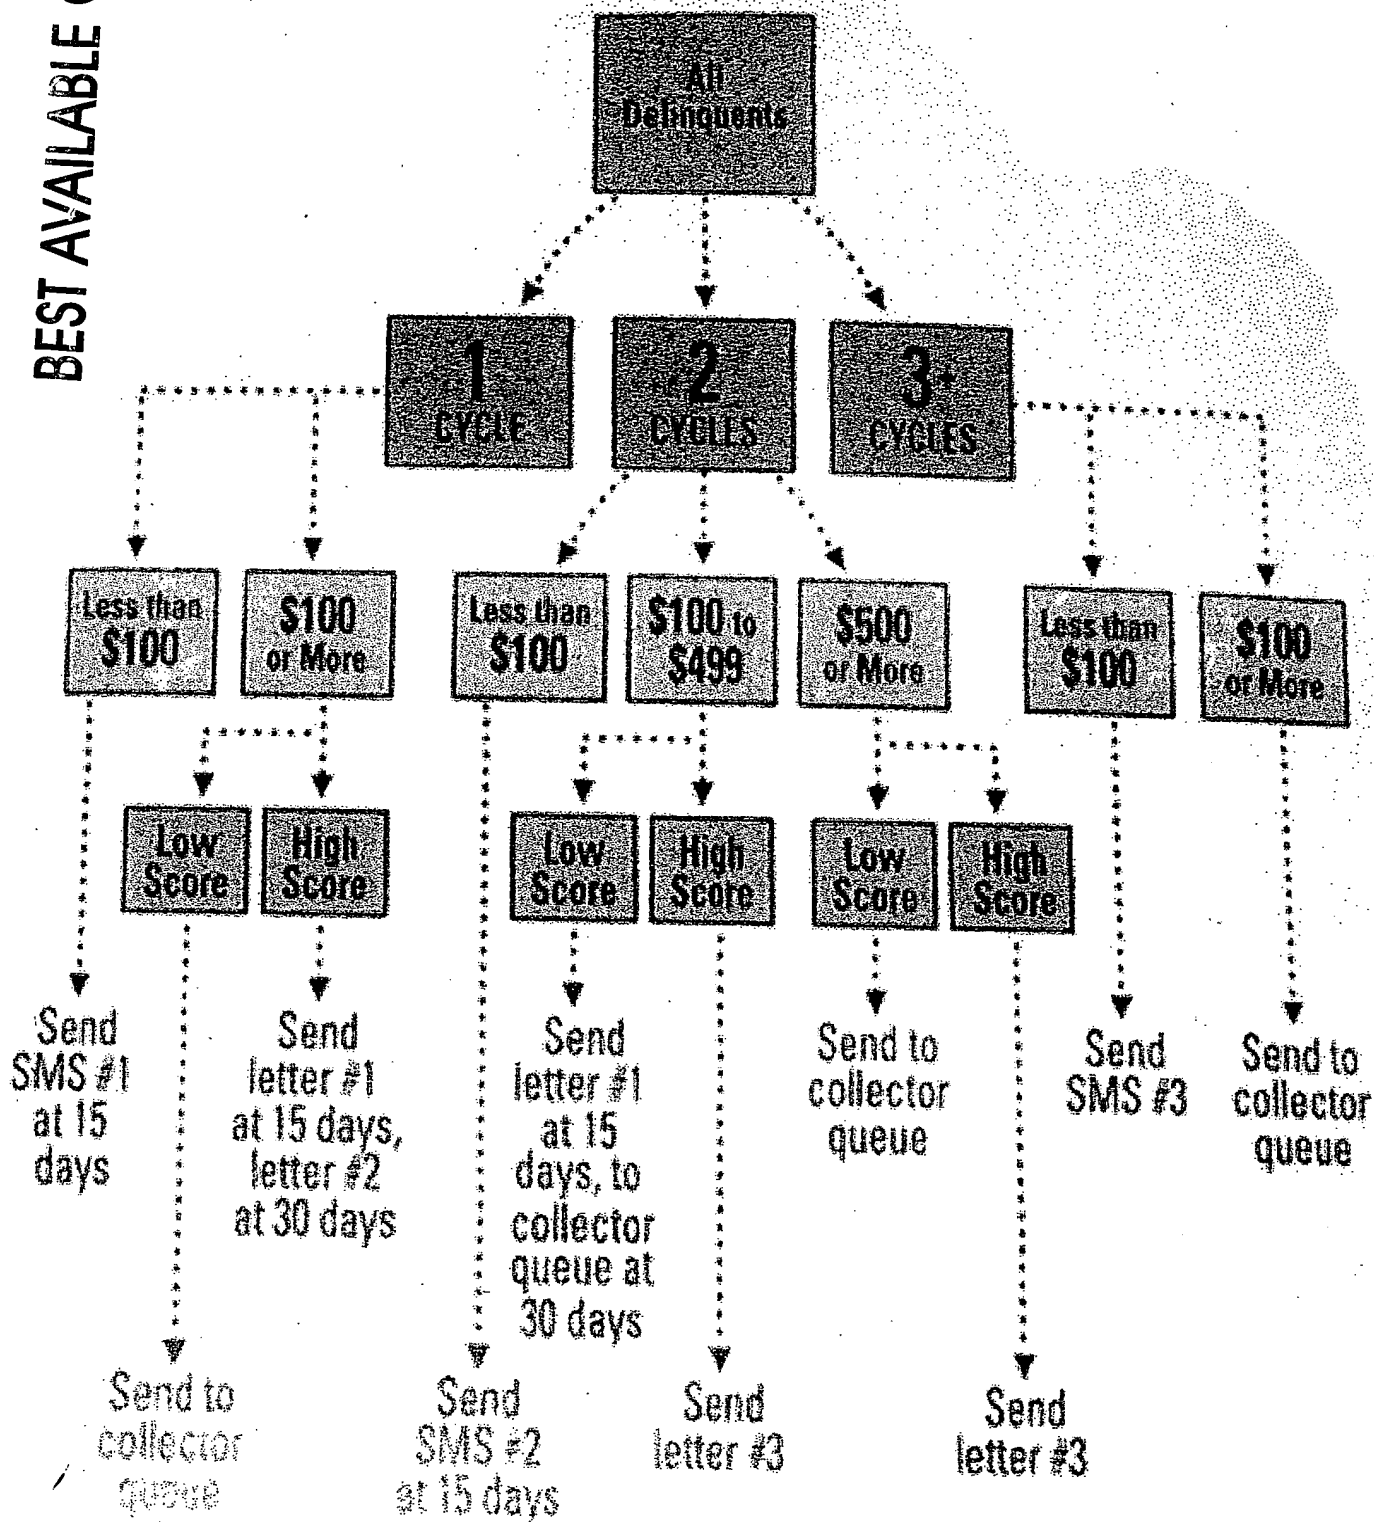 BEST AVAILABLE
All
Delinquents
1
CYCLE
2
CYCLES
3+
CYCLES
Less than
$100
$100
or More
Less than
$100
$100 to
$499
$500
or More
Less than
$100
$100
or More
Low
Score
High
Score
Low
Score
High
Score
Low
Score
High
Score
Send
SMS #1
at 15
days
Send
letter #1
at 15 days,
letter #2
at 30 days
Send
letter #1
at 15
days, to
collector
queue at
30 days
Send to
collector
queue
Send
SMS #3
Send to
collector
queue
Send to
collector
queue
Send
SMS #2
at 15 days
Send
letter #3
Send
letter #3